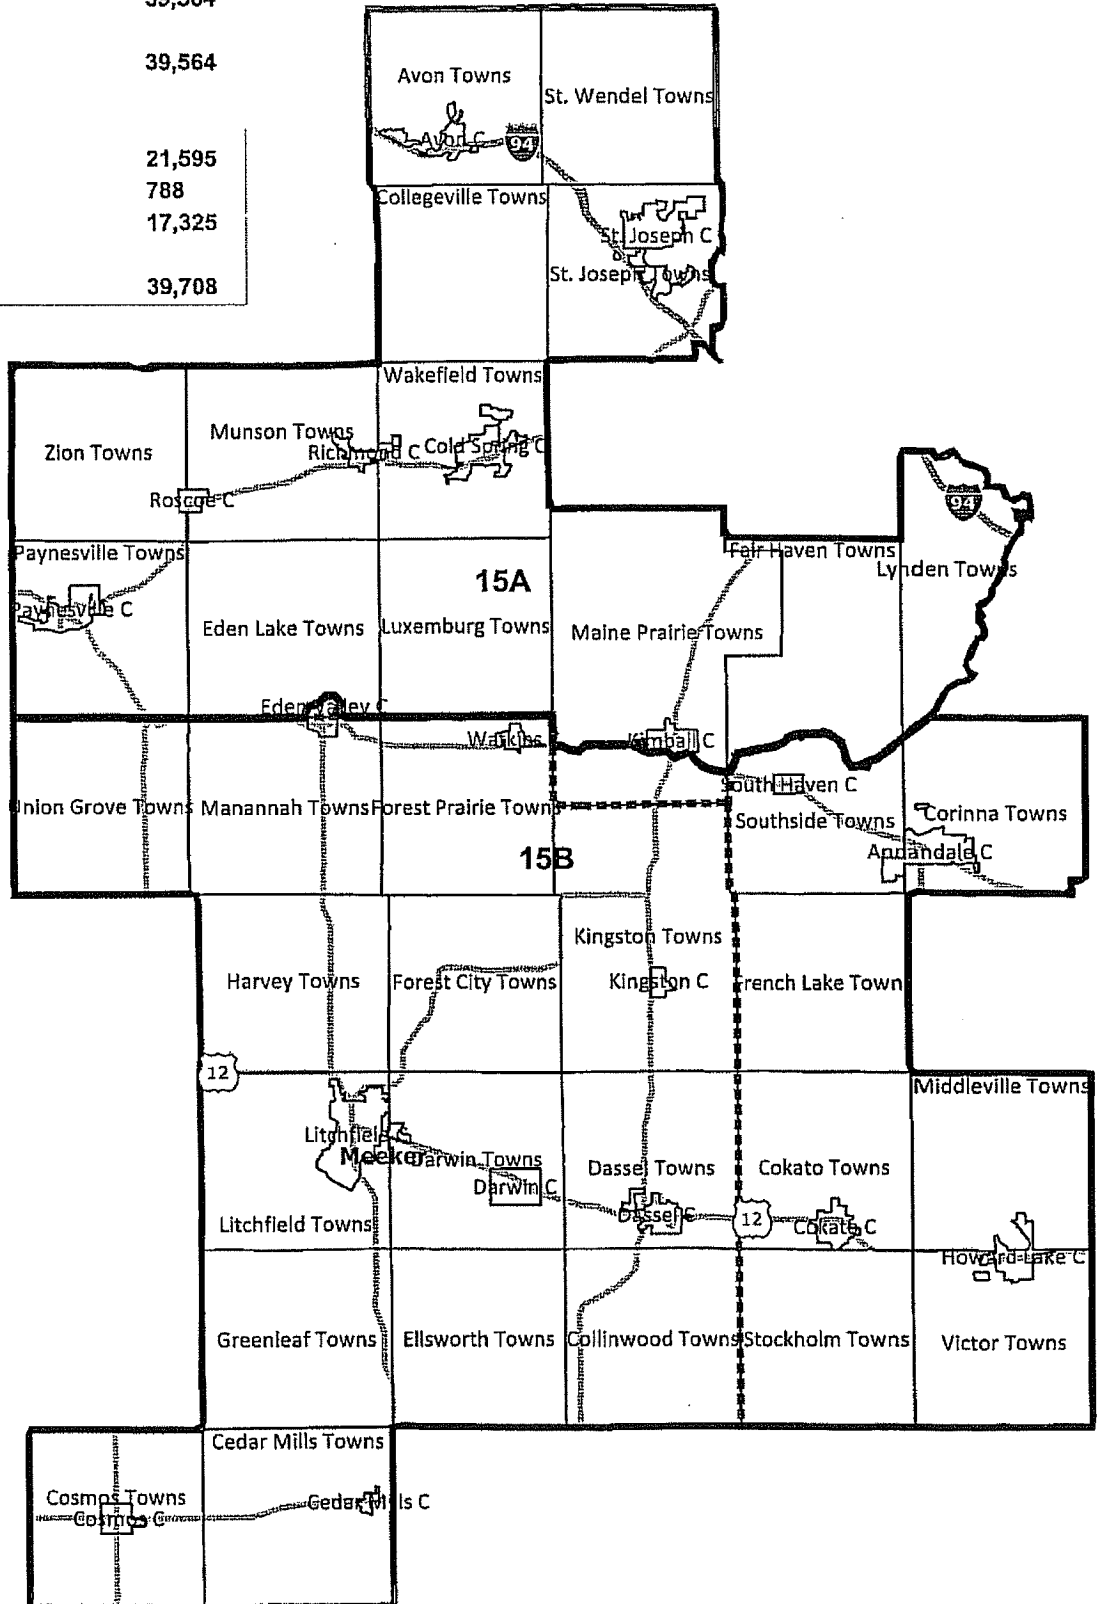 39,564
39,564
21,595
788
17,325
39,708
Avon Towns
St. Wendel Towns
Avon C
94
Collegeville Towns
St. Joseph C
St. Joseph Towns
Wakefield Towns
Munson Towns
Zion Towns
Richmond C
Cold Spring C
Roscoe C
94
Paynesville Towns
Fair Haven Towns
Lynden Towns
15A
Paynesville C
Eden Lake Towns
Luxemburg Towns
Maine Prairie Towns
Eden Valley C
Watkins
Kimball C
South Haven C
Union Grove Towns
Manannah Towns
Forest Prairie Towns
Southside Towns
Corinna Towns
15B
Annandale C
Kingston Towns
Harvey Towns
Forest City Towns
Kingston C
French Lake Town
12
Middleville Towns
Litchfield C
Meeker
Darwin Towns
Dassel Towns
Cokato Towns
Darwin C
Dassel C
12
Cokato C
Litchfield Towns
Howard Lake C
Greenleaf Towns
Ellsworth Towns
Collinwood Towns
Stockholm Towns
Victor Towns
Cedar Mills Towns
Cosmos Towns
Cedar Mills C
Cosmos C